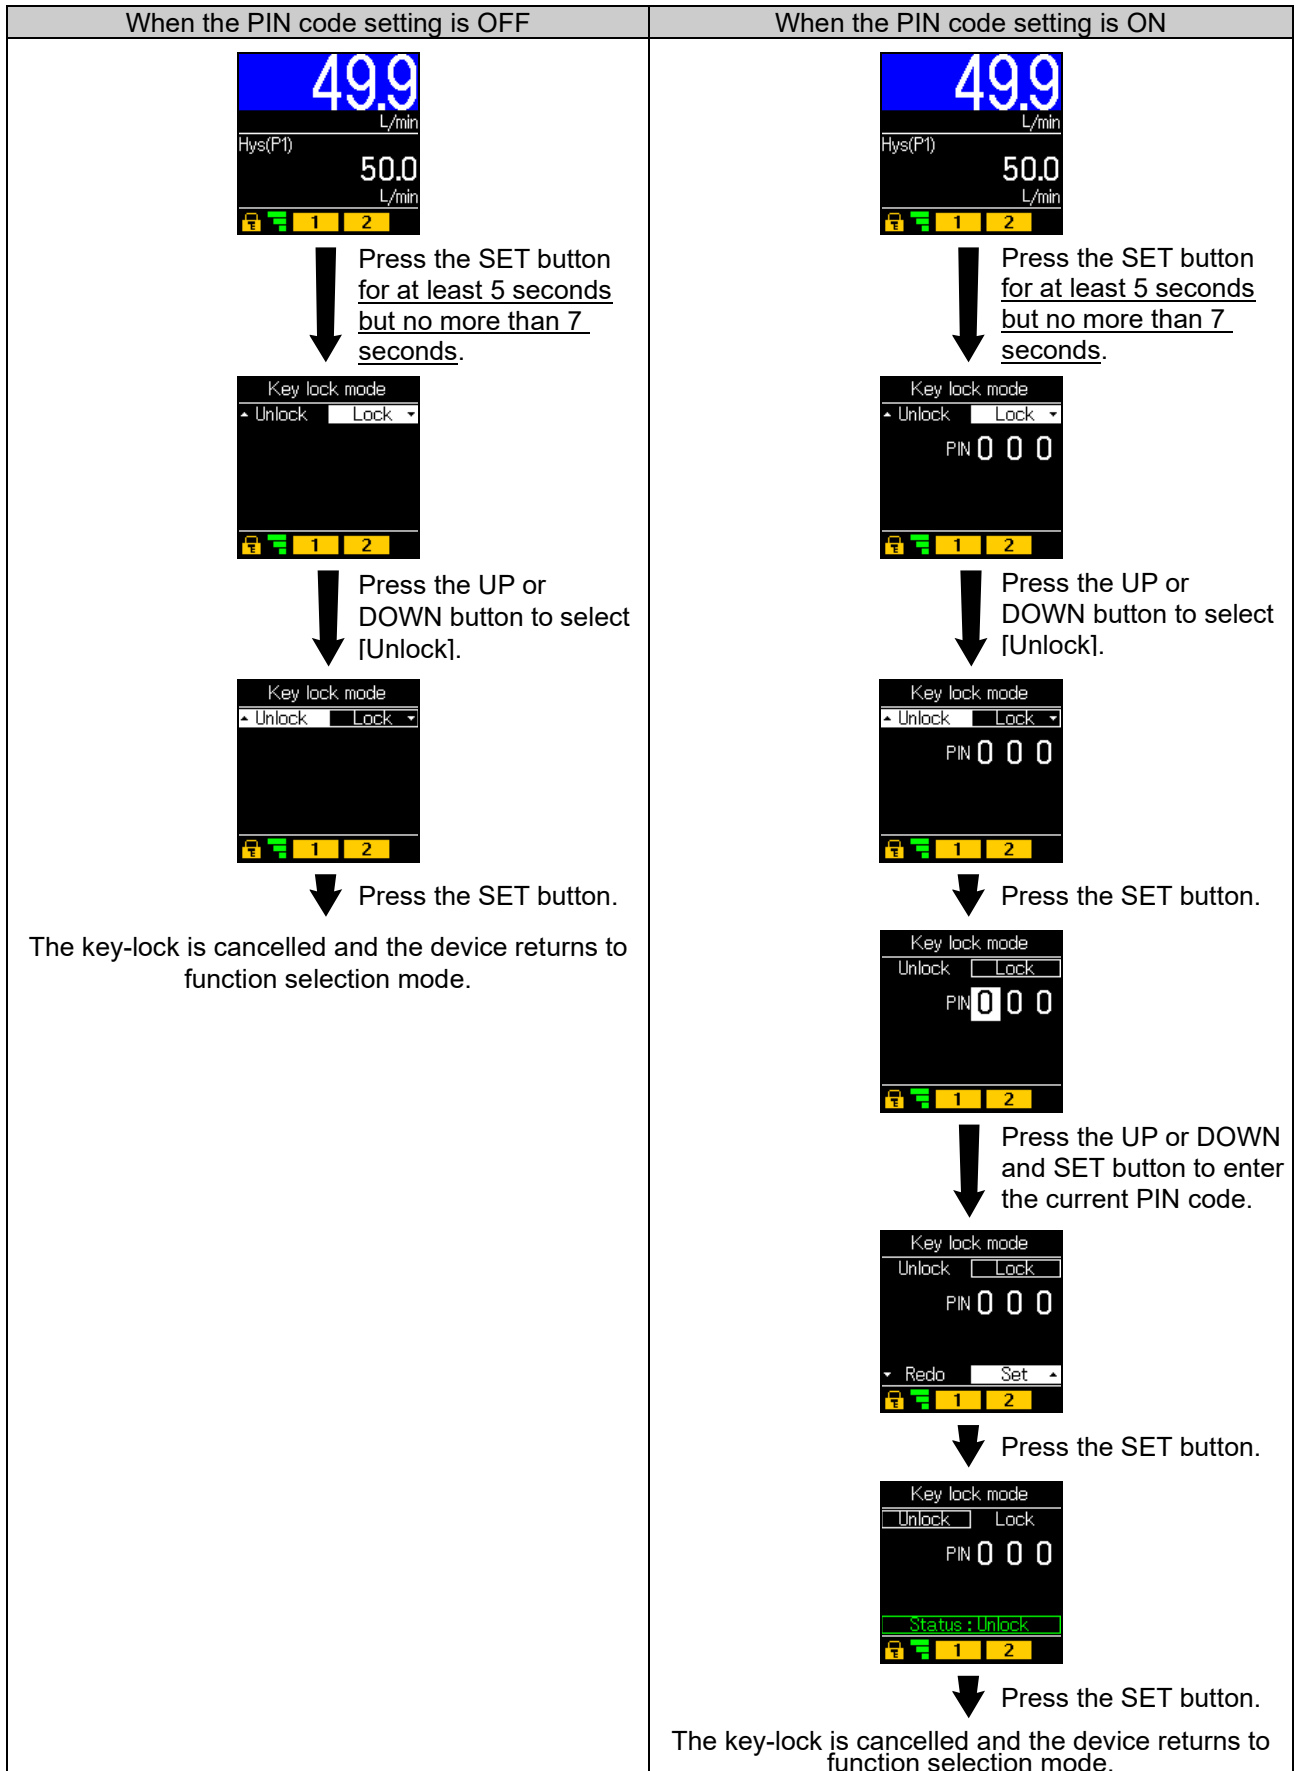 When the PIN code setting is OFF
49.9
L/min
Hys(P1)
50.0
L/min
1 2
Press the SET button
for at least 5 seconds
but no more than 7
seconds.
Key lock mode
Unlock Lock
1 2
Press the UP or
DOWN button to select
[Unlock].
Key lock mode
Unlock Lock
1 2
Press the SET button.
The key-lock is cancelled and the device returns to
function selection mode.
When the PIN code setting is ON
49.9
L/min
Hys(P1)
50.0
L/min
1 2
Press the SET button
for at least 5 seconds
but no more than 7
seconds.
Key lock mode
Unlock Lock
PIN 0 0 0
1 2
Press the UP or
DOWN button to select
[Unlock].
Key lock mode
Unlock Lock
PIN 0 0 0
1 2
Press the SET button.
Key lock mode
Unlock Lock
PIN 0 0 0
1 2
Press the UP or DOWN
and SET button to enter
the current PIN code.
Key lock mode
Unlock Lock
PIN 0 0 0
Redo Set
1 2
Press the SET button.
Key lock mode
Unlock Lock
PIN 0 0 0
Status : Unlock
1 2
Press the SET button.
The key-lock is cancelled and the device returns to
function selection mode.